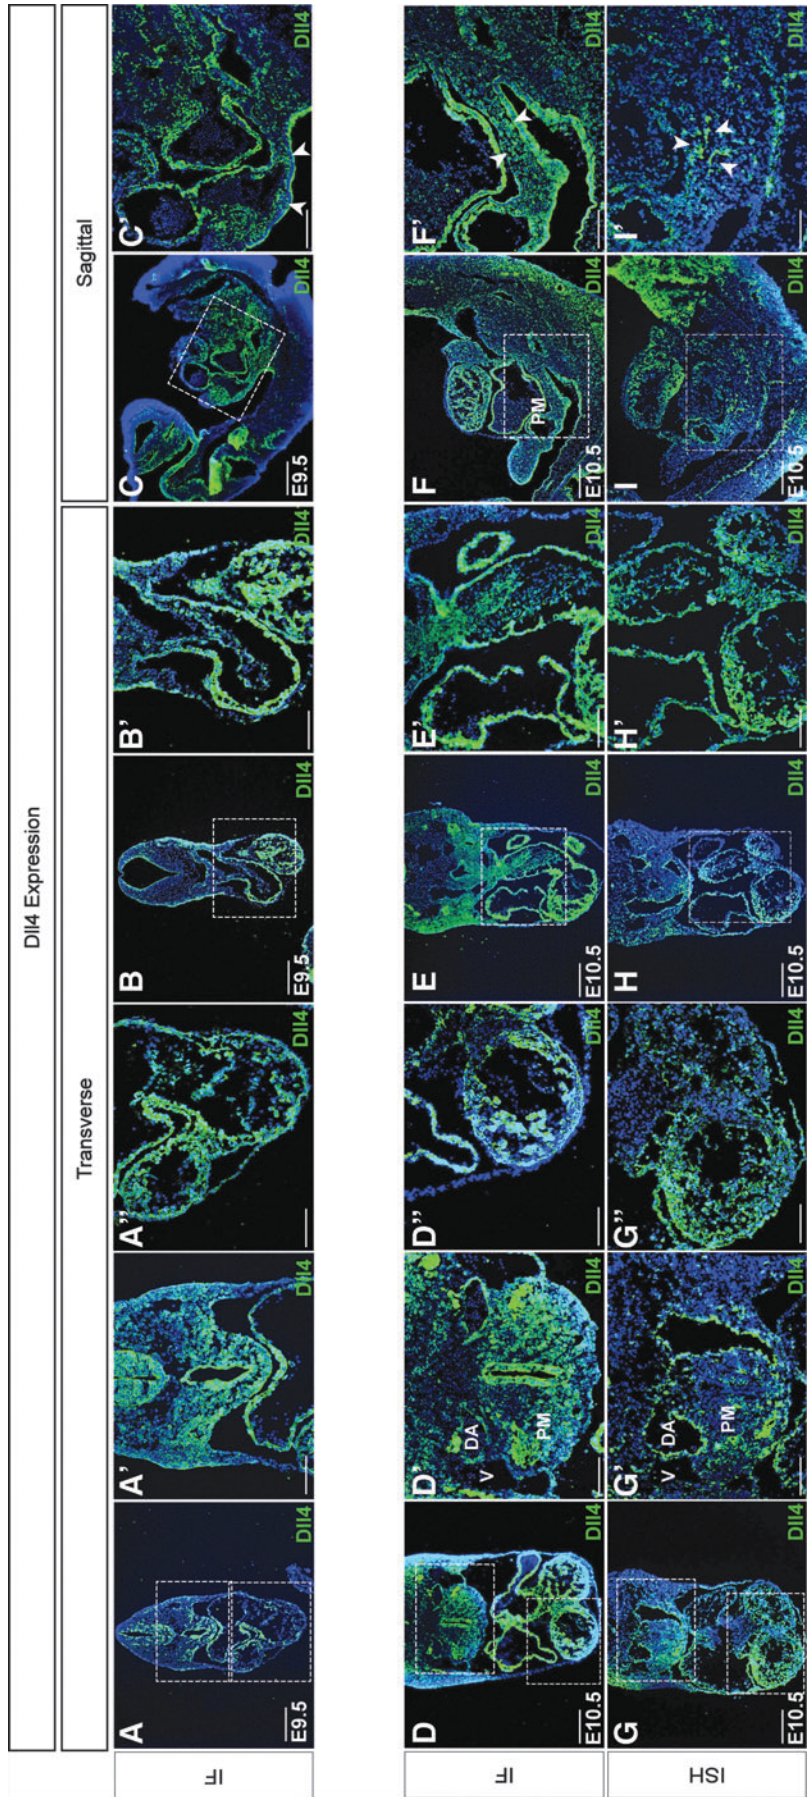 Dll4 Expression
Transverse
Sagittal
IF
A
E9.5
Dll4
A'
Dll4
A''
Dll4
B
E9.5
Dll4
B'
Dll4
C
E9.5
Dll4
C'
Dll4
IF
D
E10.5
Dll4
D'
V
DA
PM
Dll4
D''
Dll4
E
E10.5
Dll4
E'
Dll4
F
PM
E10.5
Dll4
F'
Dll4
ISH
G
E10.5
Dll4
G'
V
DA
PM
Dll4
G''
Dll4
H
E10.5
Dll4
H'
Dll4
I
E10.5
Dll4
I'
Dll4